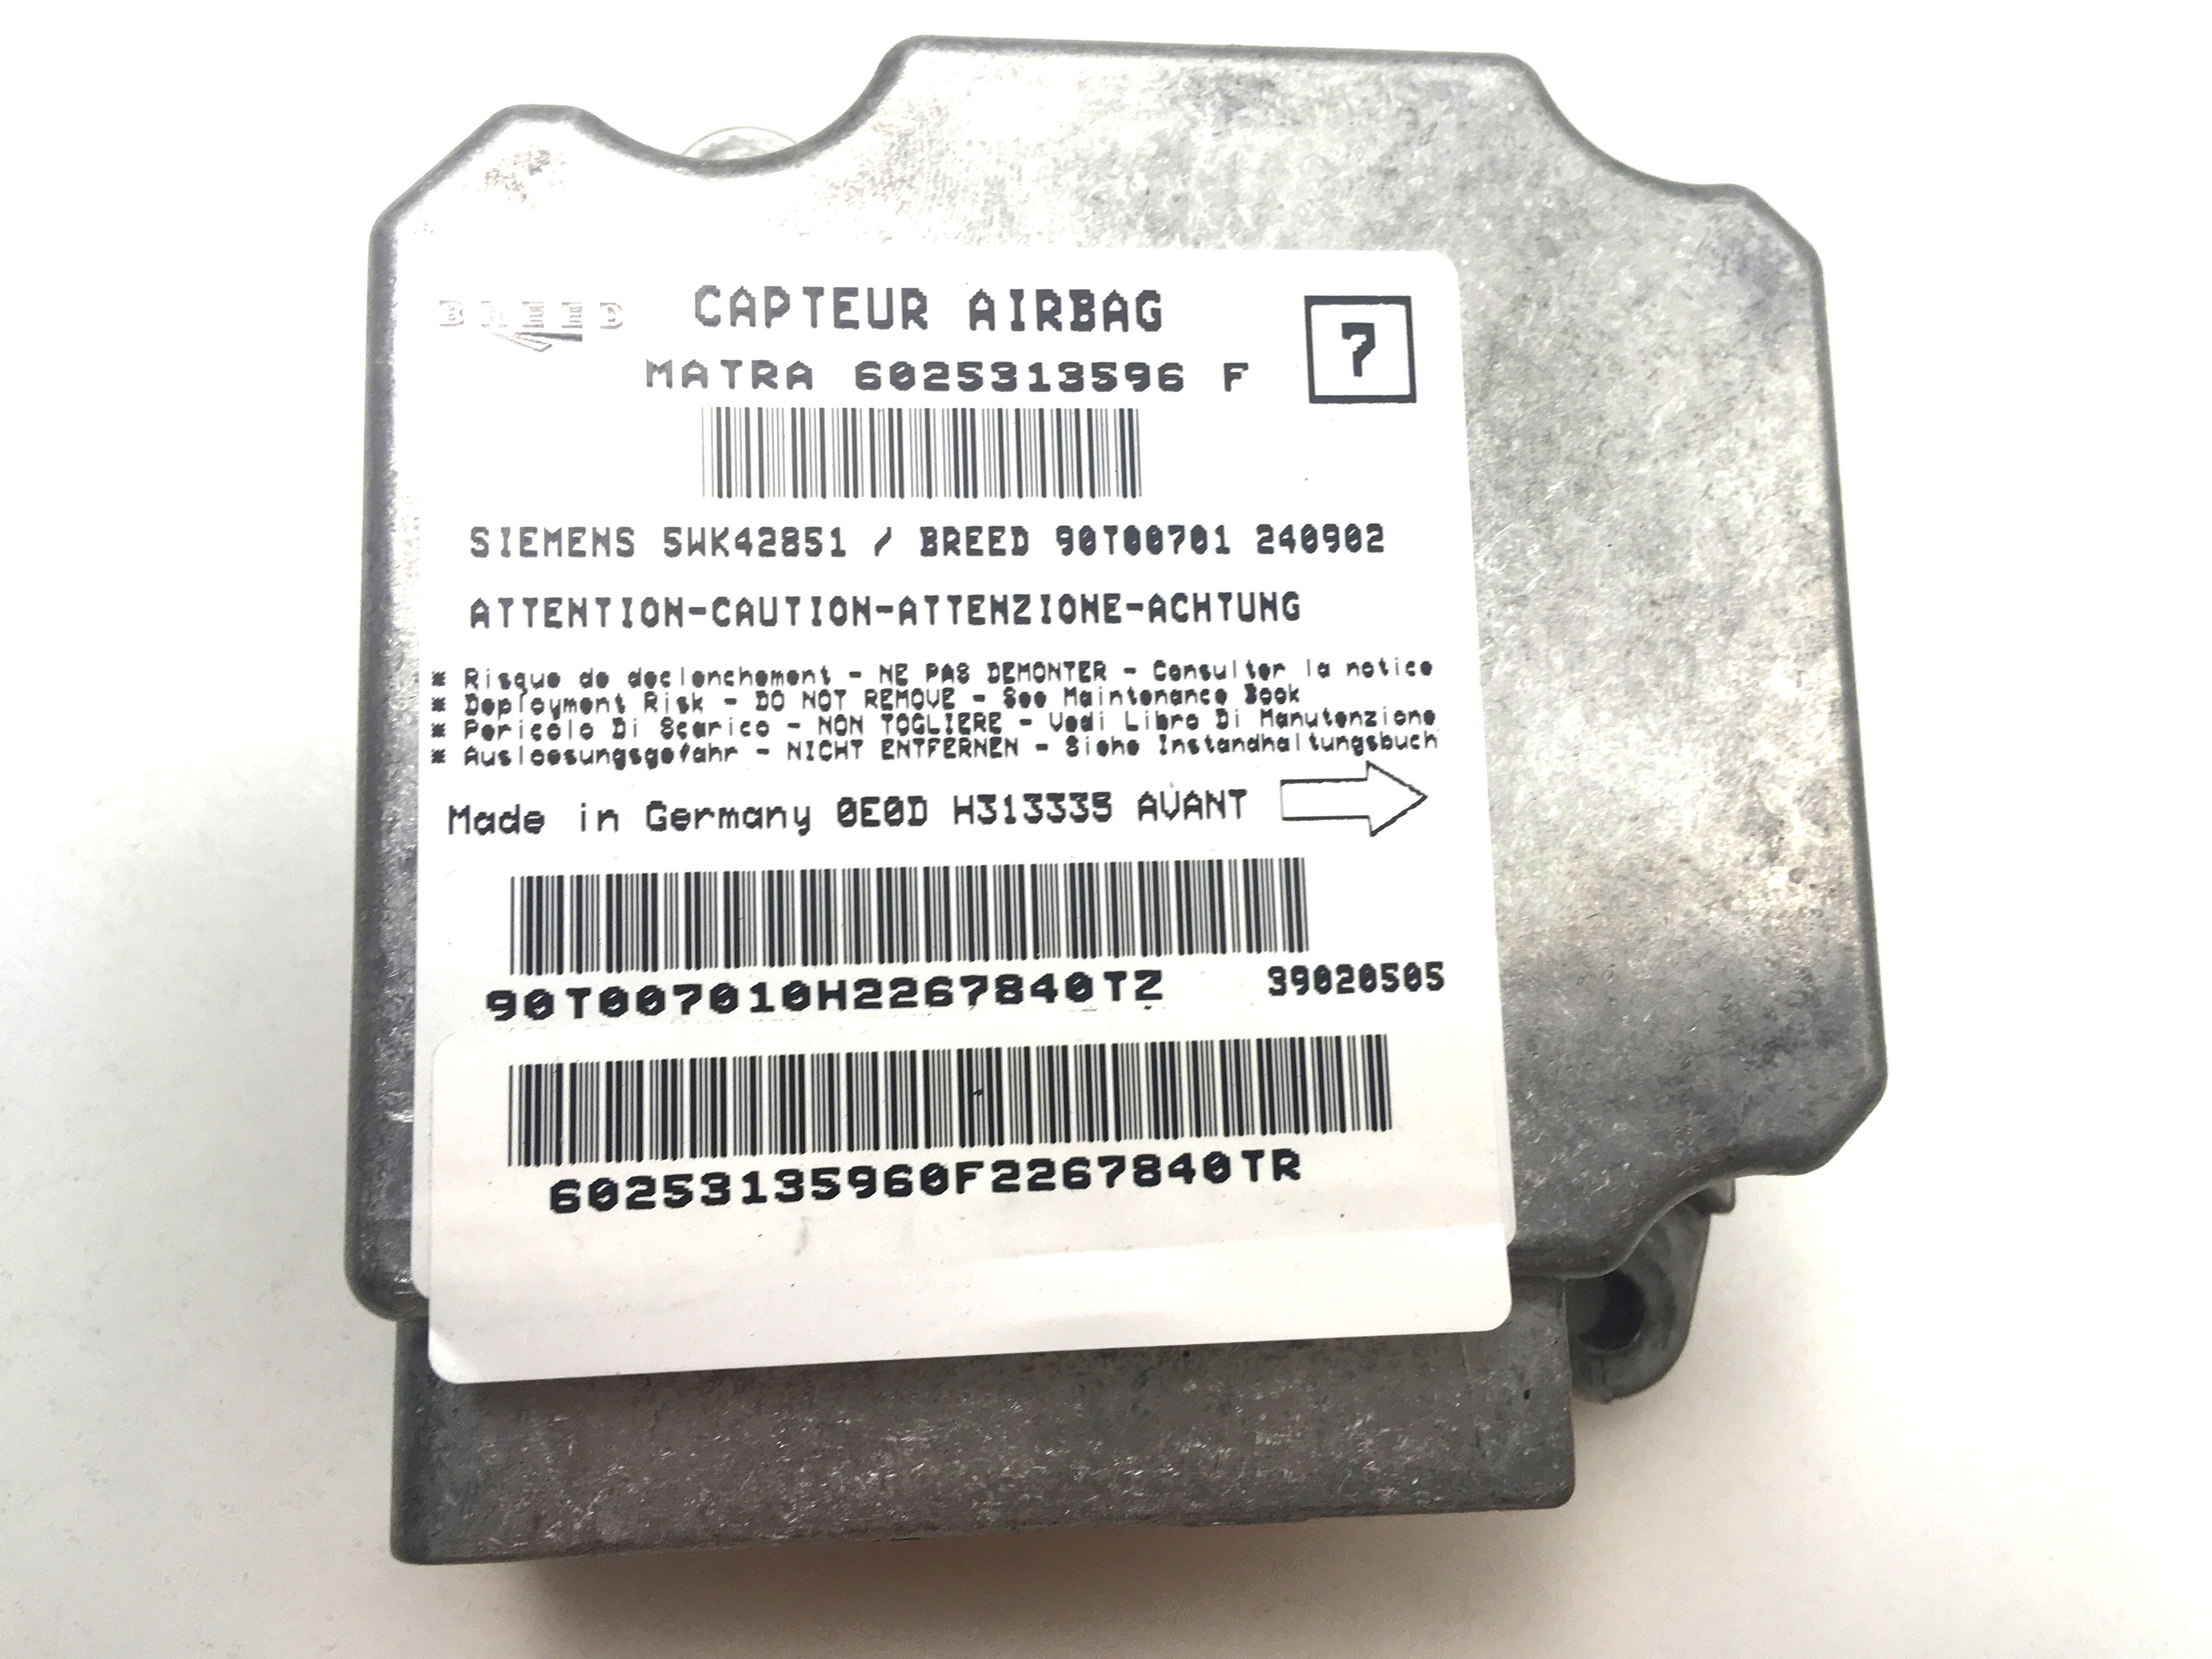 BREED
CAPTEUR AIRBAG
7
MATRA 6025313596 F
SIEMENS 5WK42851 / BREED 90T00701 240902
ATTENTION-CAUTION-ATTENZIONE-ACHTUNG
* Risque de declenchement - NE PAS DEMONTER - Consulter la notice
* Deployment Risk - DO NOT REMOVE - See Maintenance Book
* Pericolo Di Scarico - NON TOGLIERE - Vedi Libro Di Manutenzione
* Ausloesungsgefahr - NICHT ENTFERNEN - Siehe Instandhaltungsbuch
Made in Germany 0E0D H313335 AVANT
90T007010H2267840TZ 39020505
60253135960F2267840TR